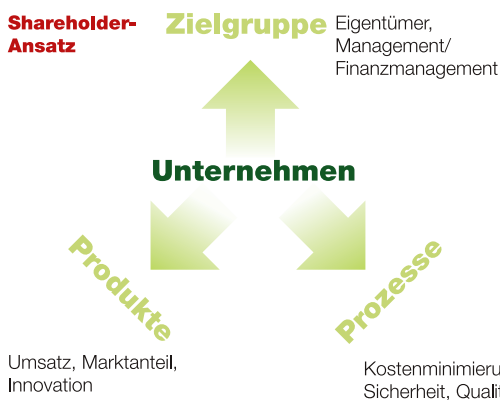 Shareholder-
Ansatz
Zielgruppe
Eigentümer,
Management/
Finanzmanagement
Unternehmen
Produkte
Prozesse
Umsatz, Marktanteil,
Innovation
Sicherheit,